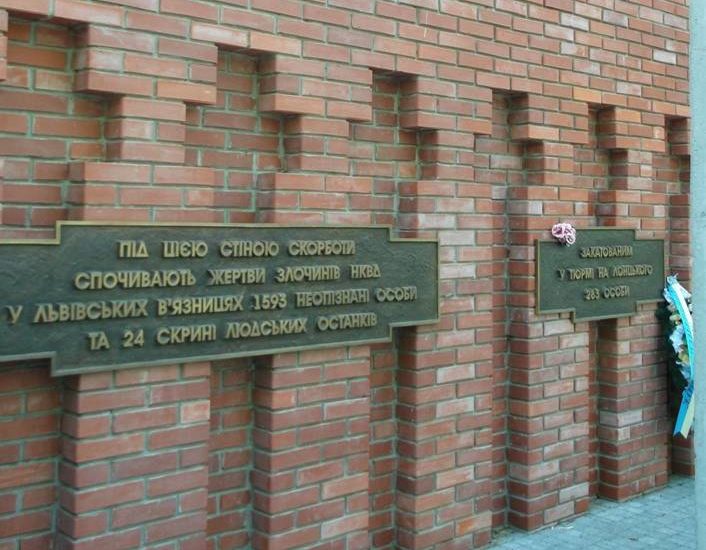 ПІД ЦІЄЮ СТІНОЮ СКОРБОТИ
СПОЧИВАЮТЬ ЖЕРТВИ ЗЛОЧИНІВ НКВД
У ЛЬВІВСЬКИХ В'ЯЗНИЦЯХ 1593 НЕОПІЗНАНІ ОСОБИ
ТА 24 СКРИНІ ЛЮДСЬКИХ ОСТАНКІВ
ЗАКАТОВАНИМ
У ТЮРМІ НА ЛОНЦЬКОГО
263 ОСОБИ